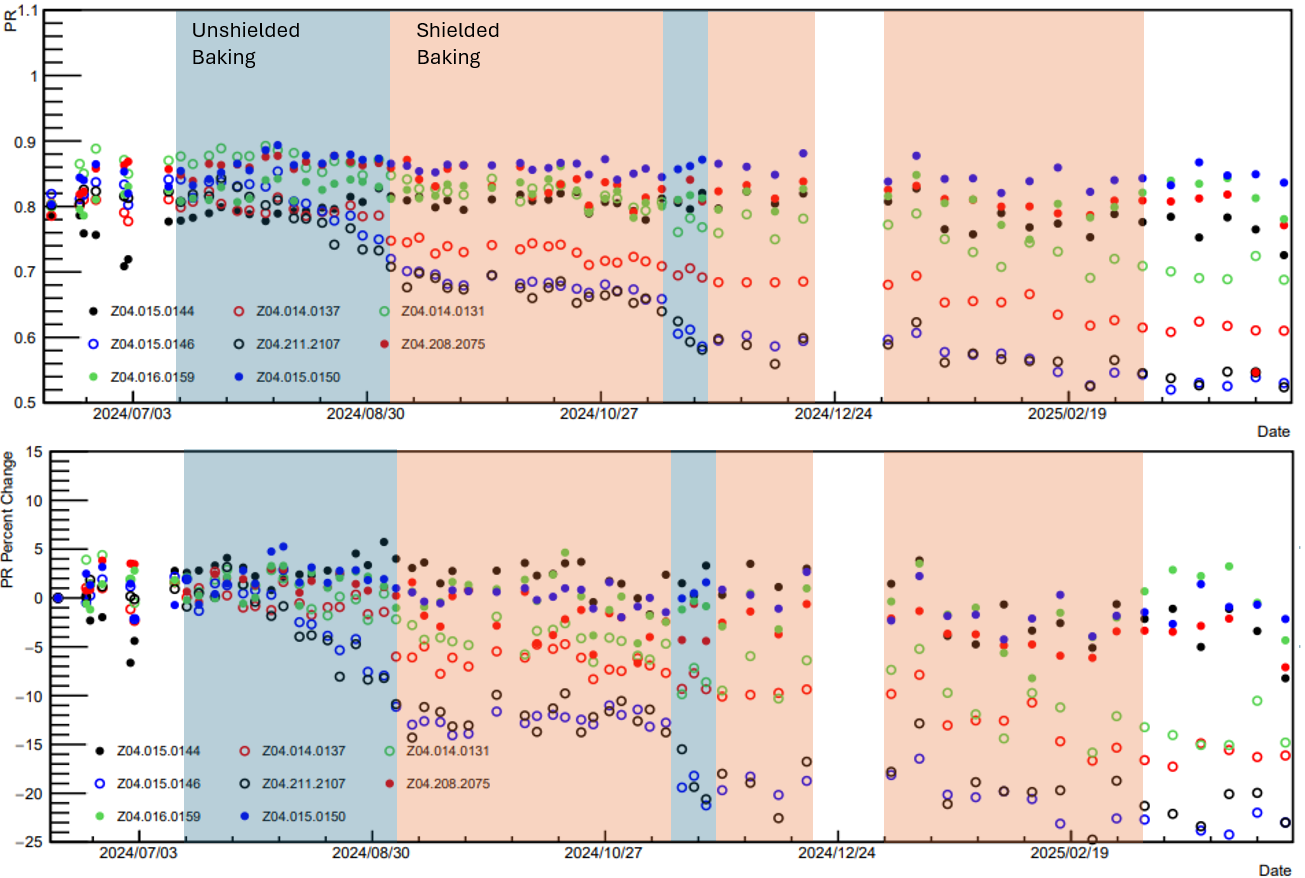 PR
1.1
Unshielded
Baking
Shielded
Baking
1
0.9
0.8
0.7
0.6
0.5
Z04.015.0144
Z04.014.0137
Z04.014.0131
Z04.015.0146
Z04.211.2107
Z04.208.2075
Z04.016.0159
Z04.015.0150
2024/07/03
2024/08/30
2024/10/27
2024/12/24
2025/02/19
Date
PR Percent Change
15
10
5
0
−5
−10
−15
−20
−25
Z04.015.0144
Z04.014.0137
Z04.014.0131
Z04.015.0146
Z04.211.2107
Z04.208.2075
Z04.016.0159
Z04.015.0150
2024/07/03
2024/08/30
2024/10/27
2024/12/24
2025/02/19
Date